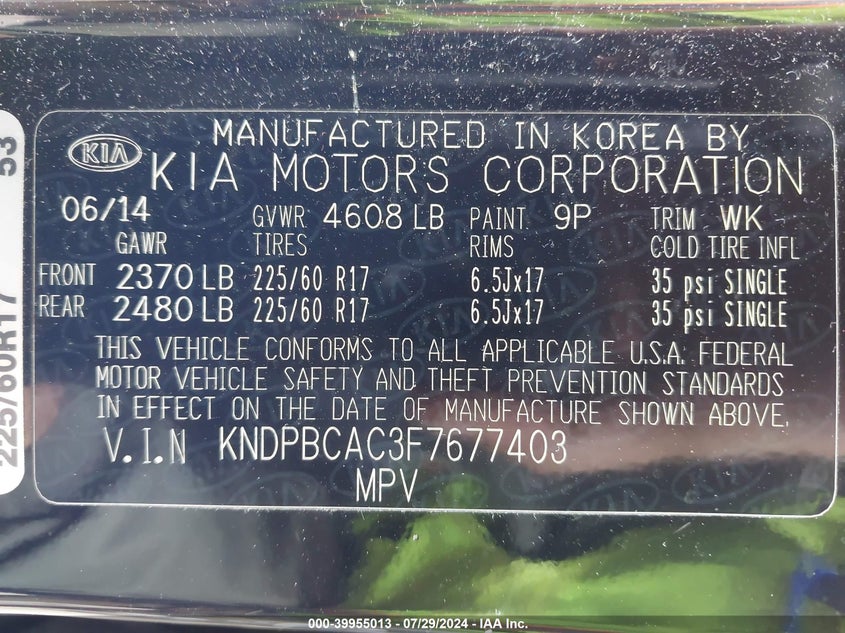 MANUFACTURED IN KOREA BY
KIA KIA MOTORS CORPORATION
06/14 GVWR 4608 LB PAINT 9P TRIM WK
GAWR TIRES RIMS COLD TIRE INFL
FRONT 2370 LB 225/60 R17 6.5Jx17 35 psi SINGLE
REAR 2480 LB 225/60 R17 6.5Jx17 35 psi SINGLE
THIS VEHICLE CONFORMS TO ALL APPLICABLE U.S.A. FEDERAL
MOTOR VEHICLE SAFETY AND THEFT PREVENTION STANDARDS
IN EFFECT ON THE DATE OF MANUFACTURE SHOWN ABOVE.
V.I.N KNDPBCAC3F7677403
MPV
225/60R17 53
000-39955013 - 07/29/2024 - IAA Inc.